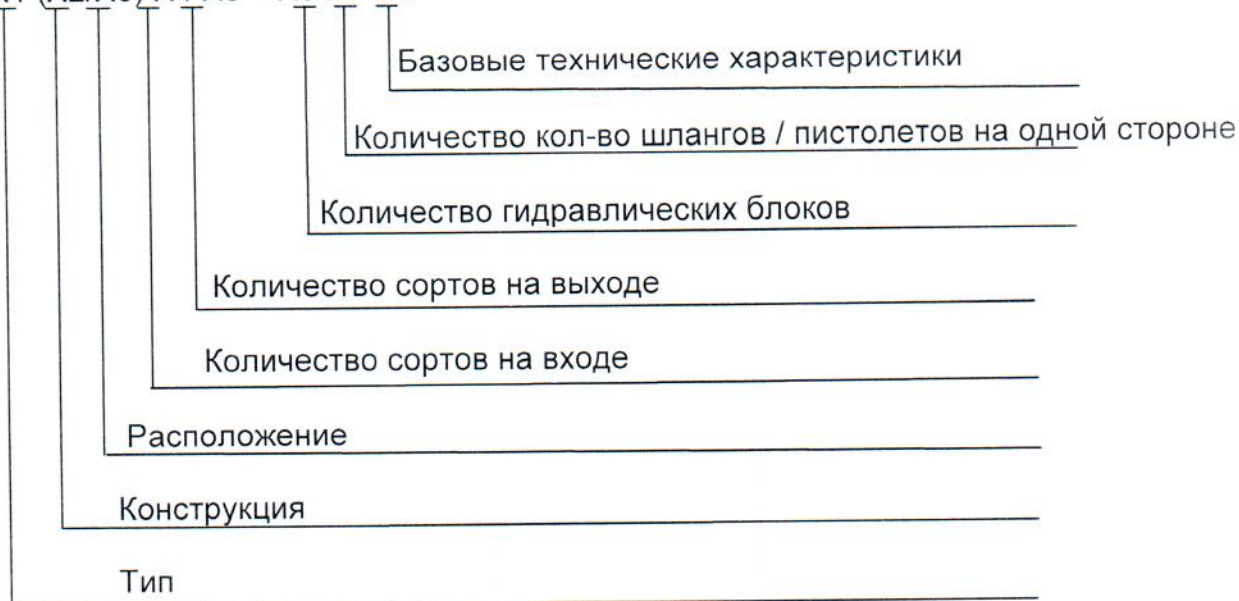 Базовые технические характеристики
Количество кол-во шлангов / пистолетов на одной стороне
Количество гидравлических блоков
Количество сортов на выходе
Количество сортов на входе
Расположение
Конструкция
Тип